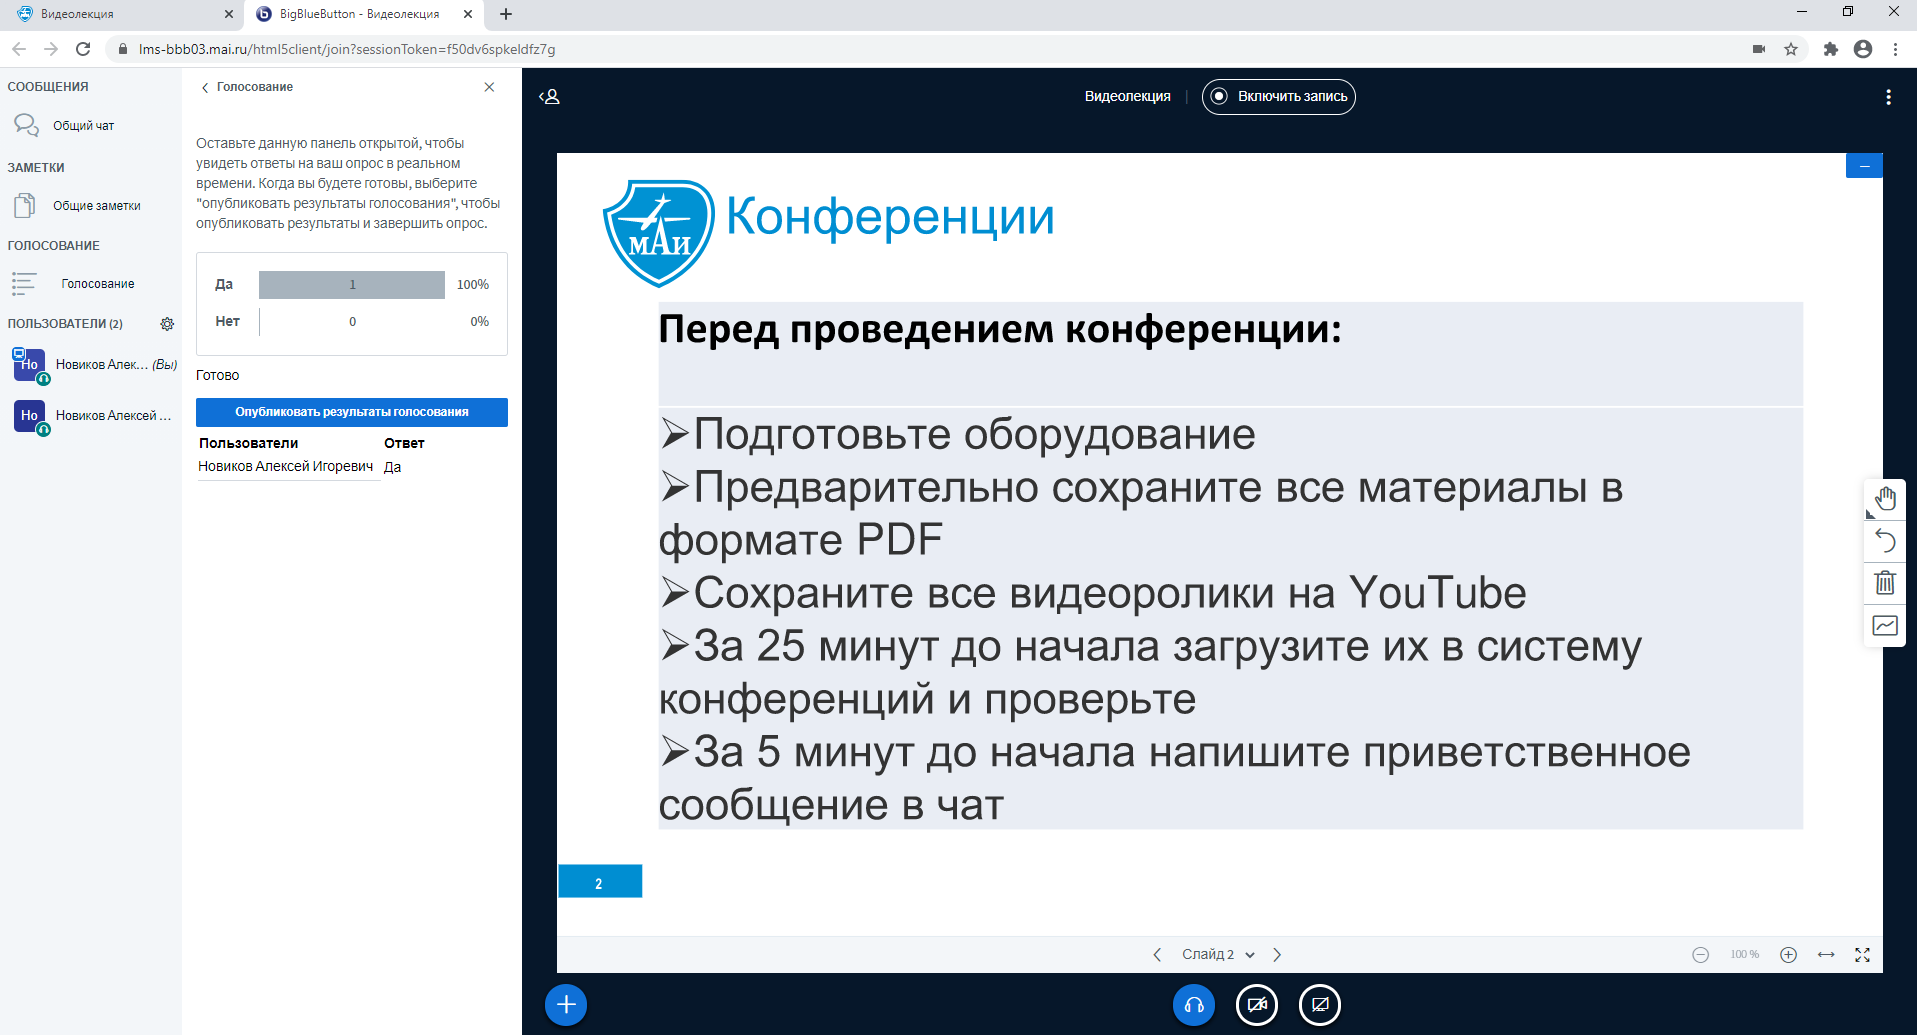 Видеолекция
BigBlueButton - Видеолекция
lms-bbb03.mai.ru/html5client/join?sessionToken=f50dv6spkeldfz7g
СООБЩЕНИЯ
Общий чат
ЗАМЕТКИ
Общие заметки
ГОЛОСОВАНИЕ
Голосование
ПОЛЬЗОВАТЕЛИ (2)
Но
Новиков Алек... (Вы)
Но
Новиков Алексей ...
Голосование
Оставьте данную панель открытой, чтобы
увидеть ответы на ваш опрос в реальном
времени. Когда вы будете готовы, выберите
"опубликовать результаты голосования", чтобы
опубликовать результаты и завершить опрос.
Да 1 100%
Нет 0 0%
Готово
Опубликовать результаты голосования
Пользователи Ответ
Новиков Алексей Игоревич Да
Видеолекция
Включить запись
МАИ
Конференции
Перед проведением конференции:
➢Подготовьте оборудование
➢Предварительно сохраните все материалы в
формате PDF
➢Сохраните все видеоролики на YouTube
➢За 25 минут до начала загрузите их в систему
конференций и проверьте
➢За 5 минут до начала напишите приветственное
сообщение в чат
2
Слайд 2
100 %